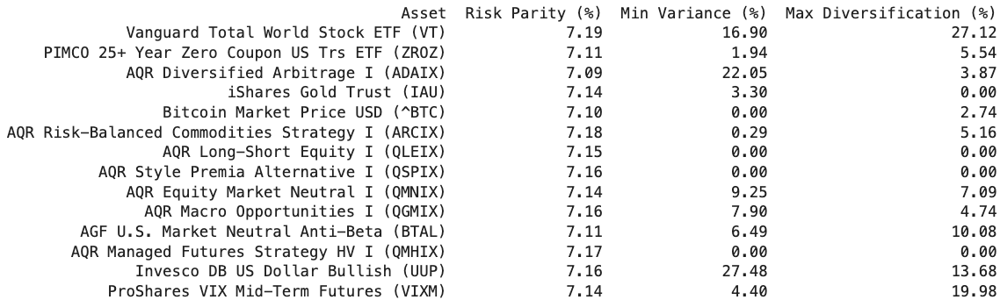 Asset Risk Parity (%) Min Variance (%) Max Diversification (%)
Vanguard Total World Stock ETF (VT) 7.19 16.90 27.12
PIMCO 25+ Year Zero Coupon US Trs ETF (ZROZ) 7.11 1.94 5.54
AQR Diversified Arbitrage I (ADAIX) 7.09 22.05 3.87
iShares Gold Trust (IAU) 7.14 3.30 0.00
Bitcoin Market Price USD (^BTC) 7.10 0.00 2.74
AQR Risk-Balanced Commodities Strategy I (ARCIX) 7.18 0.29 5.16
AQR Long-Short Equity I (QLEIX) 7.15 0.00 0.00
AQR Style Premia Alternative I (QSPIX) 7.16 0.00 0.00
AQR Equity Market Neutral I (QMNIX) 7.14 9.25 7.09
AQR Macro Opportunities I (QGMIX) 7.16 7.90 4.74
AGF U.S. Market Neutral Anti-Beta (BTAL) 7.11 6.49 10.08
AQR Managed Futures Strategy HV I (QMHIX) 7.17 0.00 0.00
Invesco DB US Dollar Bullish (UUP) 7.16 27.48 13.68
ProShares VIX Mid-Term Futures (VIXM) 7.14 4.40 19.98